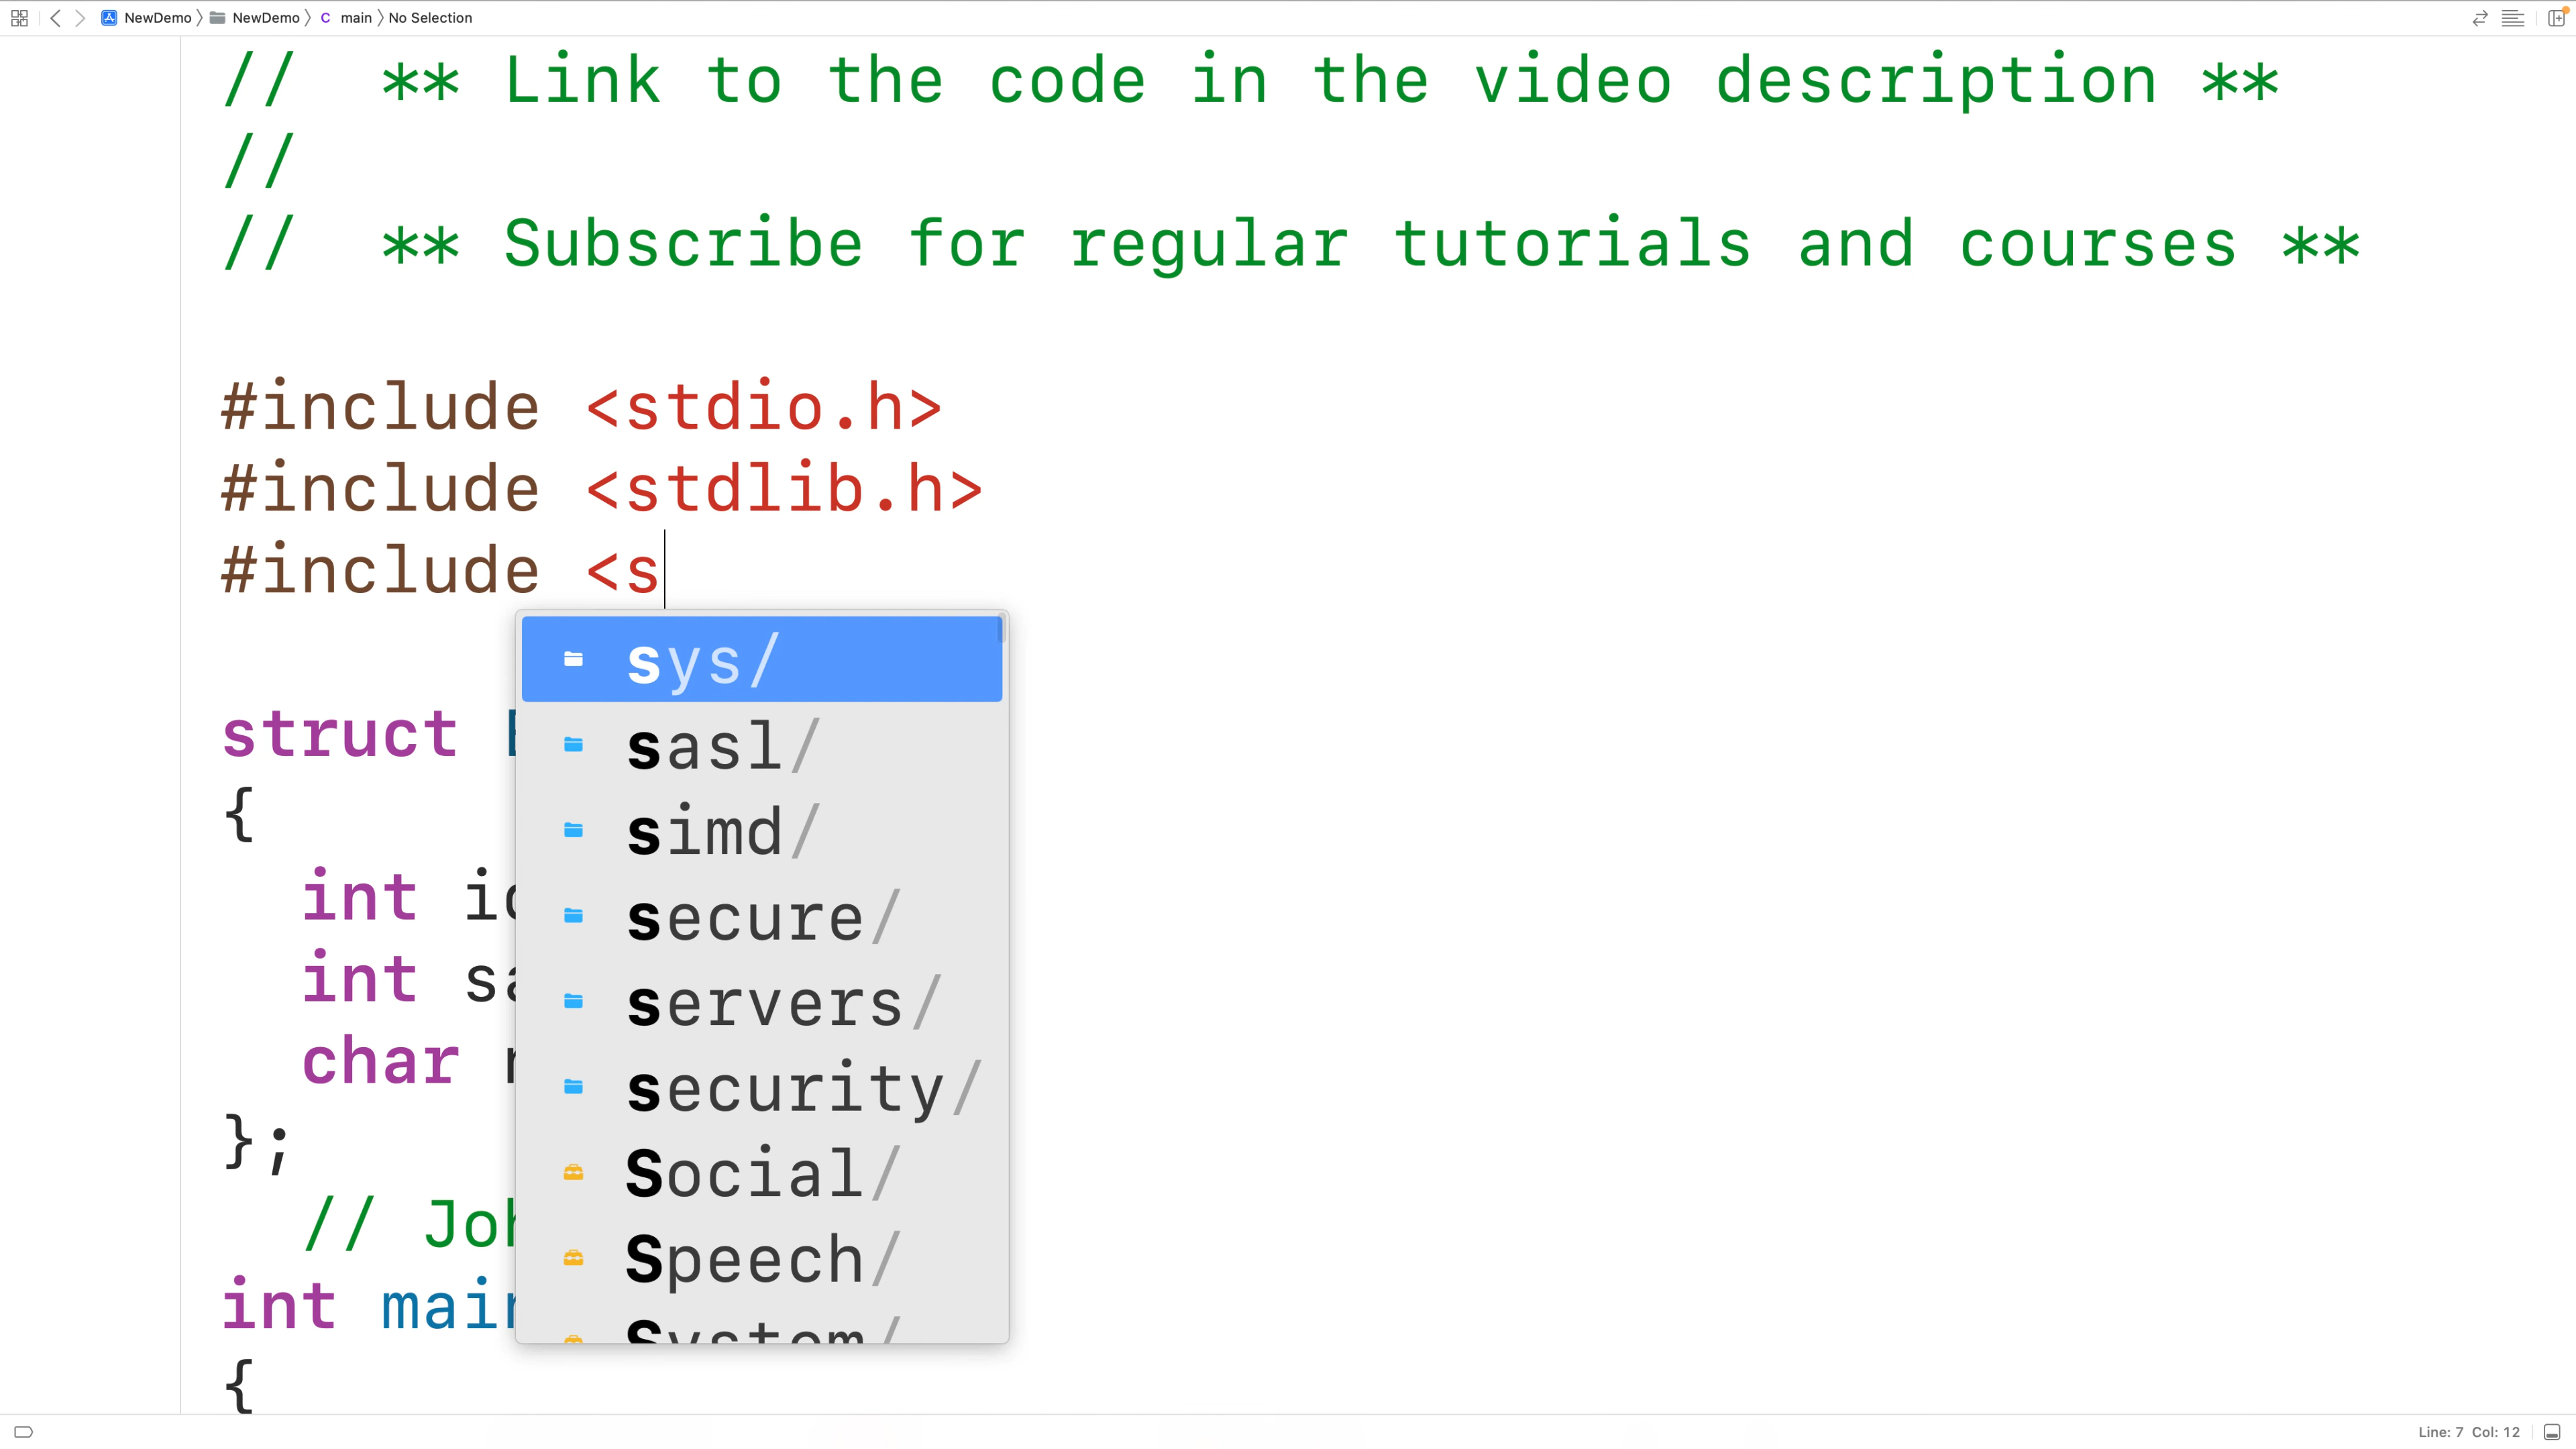 NewDemo NewDemo C main No Selection
// ** Link to the code in the video description **
//
// ** Subscribe for regular tutorials and courses **
#include <stdio.h>
#include <stdlib.h>
#include <s
sys/
struct
sasl/
{
simd/
int
secure/
int
servers/
char
security/
};
Social/
//
Speech/
int
System/
{
Line: 7 Col: 12